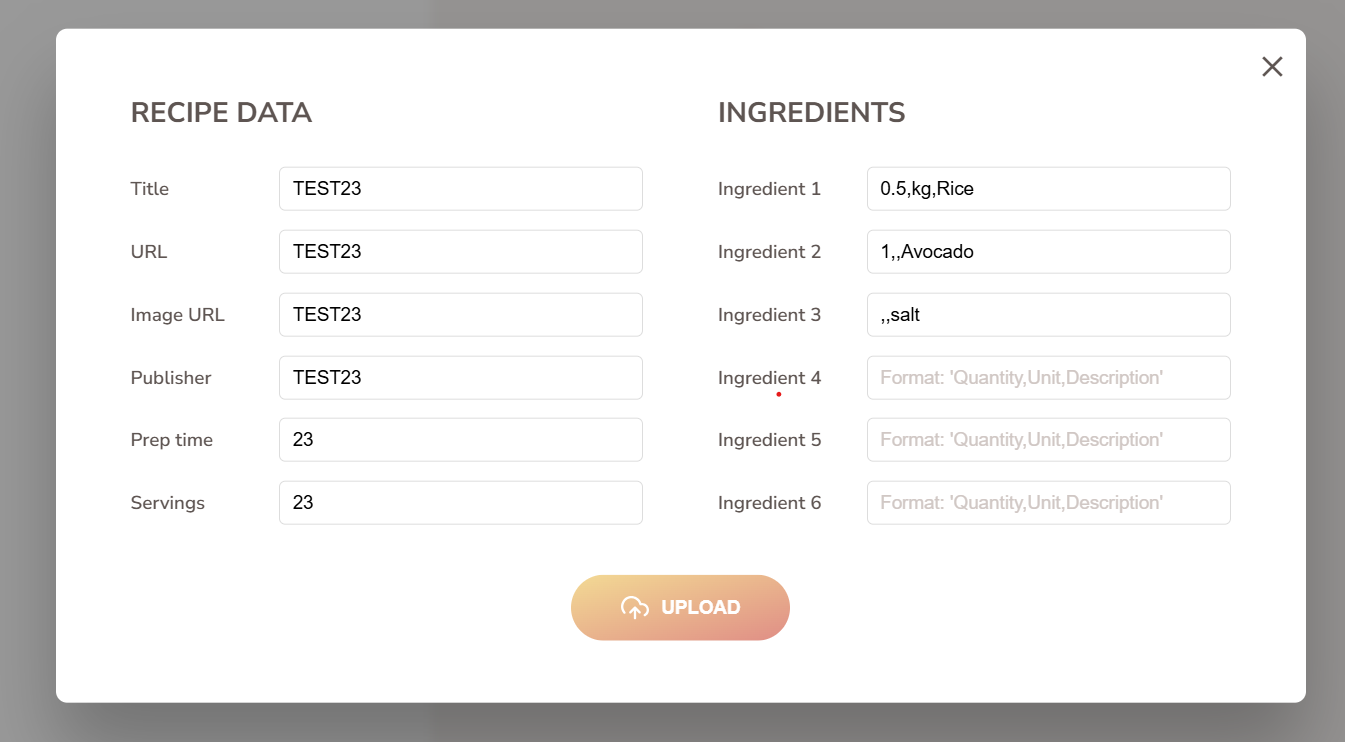 RECIPE DATA
Title TEST23
URL TEST23
Image URL TEST23
Publisher TEST23
Prep time 23
Servings 23
INGREDIENTS
Ingredient 1 0.5,kg,Rice
Ingredient 2 1,,Avocado
Ingredient 3 ,,salt
Ingredient 4 Format: 'Quantity,Unit,Description'
Ingredient 5 Format: 'Quantity,Unit,Description'
Ingredient 6 Format: 'Quantity,Unit,Description'
UPLOAD